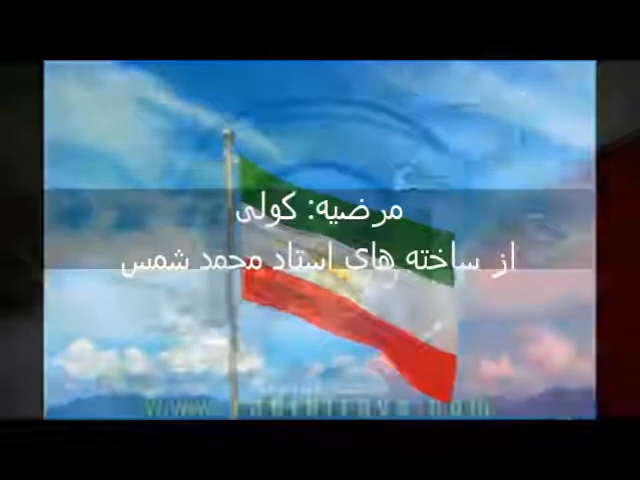 مرضیه: کولی
از ساخته های استاد محمد شمس